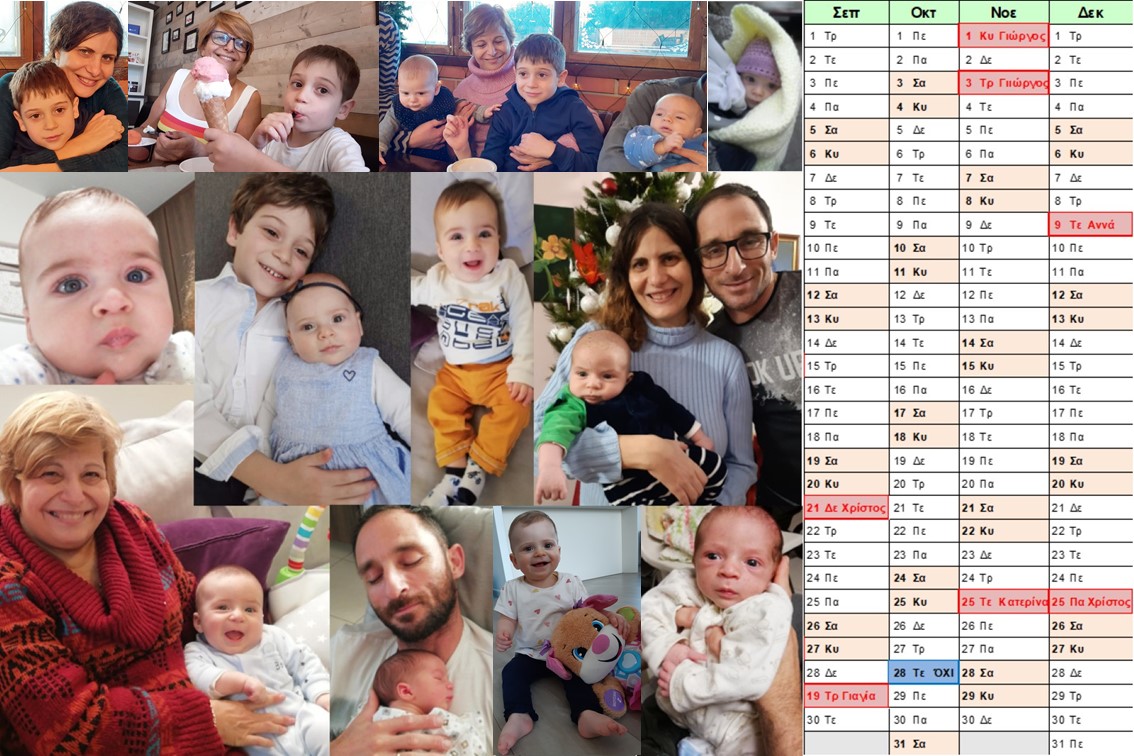 Σεπ Οκτ Νοε Δεκ
1 Τρ 1 Πε 1 Κυ Γιώργος 1 Τρ
2 Τε 2 Πα 2 Δε 2 Τε
3 Πε 3 Σα 3 Τρ Γιιώργος 3 Πε
4 Πα 4 Κυ 4 Τε 4 Πα
5 Σα 5 Δε 5 Πε 5 Σα
6 Κυ 6 Τρ 6 Πα 6 Κυ
7 Δε 7 Τε 7 Σα 7 Δε
8 Τρ 8 Πε 8 Κυ 8 Τρ
9 Τε 9 Πα 9 Δε 9 Τε Αννά
10 Πε 10 Σα 10 Τρ 10 Πε
11 Πα 11 Κυ 11 Τε 11 Πα
12 Σα 12 Δε 12 Πε 12 Σα
13 Κυ 13 Τρ 13 Πα 13 Κυ
14 Δε 14 Τε 14 Σα 14 Δε
15 Τρ 15 Πε 15 Κυ 15 Τρ
16 Τε 16 Πα 16 Δε 16 Τε
17 Πε 17 Σα 17 Τρ 17 Πε
18 Πα 18 Κυ 18 Τε 18 Πα
19 Σα 19 Δε 19 Πε 19 Σα
20 Κυ 20 Τρ 20 Πα 20 Κυ
21 Δε Χρίστος 21 Τε 21 Σα 21 Δε
22 Τρ 22 Πε 22 Κυ 22 Τρ
23 Τε 23 Πα 23 Δε 23 Τε
24 Πε 24 Σα 24 Τρ 24 Πε
25 Πα 25 Κυ 25 Τε Κατερίνα 25 Πα Χρίστος
26 Σα 26 Δε 26 Πε 26 Σα
27 Κυ 27 Τρ 27 Πα 27 Κυ
28 Δε 28 Τε ΌΧΙ 28 Σα 28 Δε
19 Τρ Γιαγία 29 Πε 29 Κυ 29 Τρ
30 Τε 30 Πα 30 Δε 30 Τε
31 Σα 31 Πε